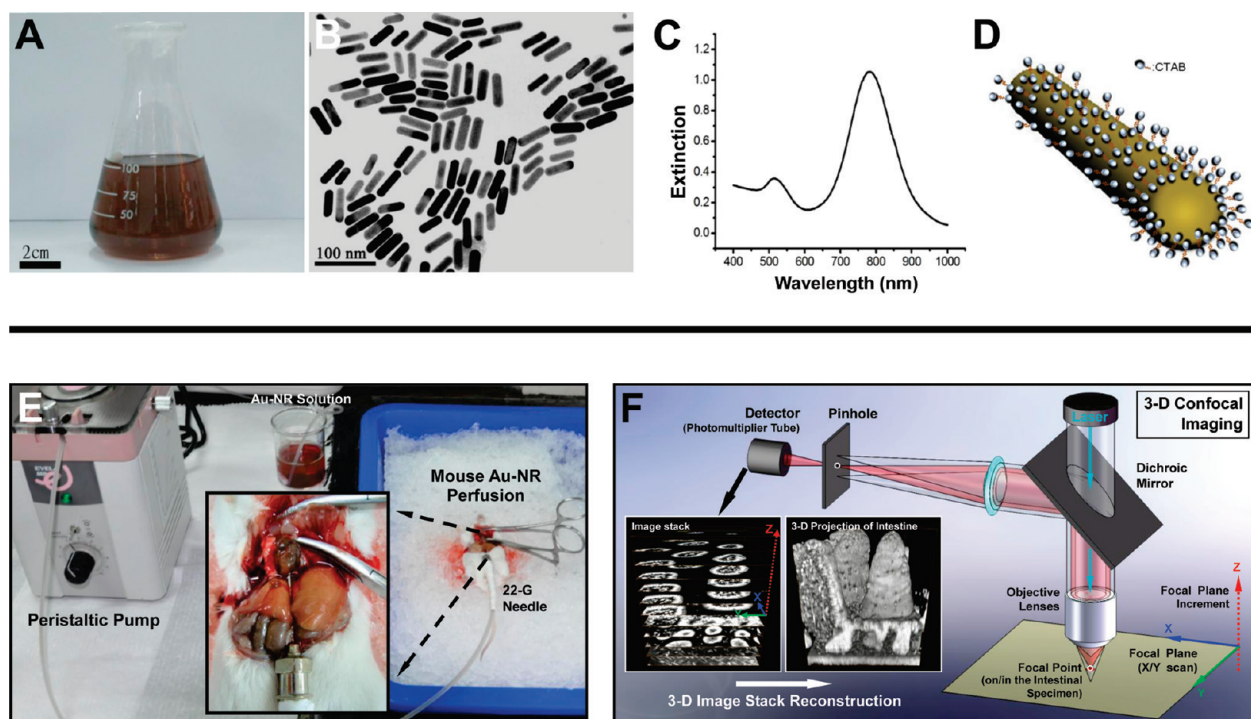 A
100
75
50
2cm
B
100 nm
C
Extinction
1.2
1.0
0.8
0.6
0.4
0.2
0.0
400 500 600 700 800 900 1000
Wavelength (nm)
D
:CTAB
E
Au-NR Solution
Mouse Au-NR
Perfusion
22-G
Needle
Peristaltic Pump
F
3-D Confocal
Imaging
Laser
Detector
(Photomultiplier Tube)
Pinhole
Dichroic
Mirror
Image stack
Z
X
Y
3-D Projection of Intestine
Objective
Lenses
Z
Focal Plane
Increment
X
Focal Plane
(X/Y scan)
Y
Focal Point
(on/in the Intestinal
Specimen)
3-D Image Stack Reconstruction